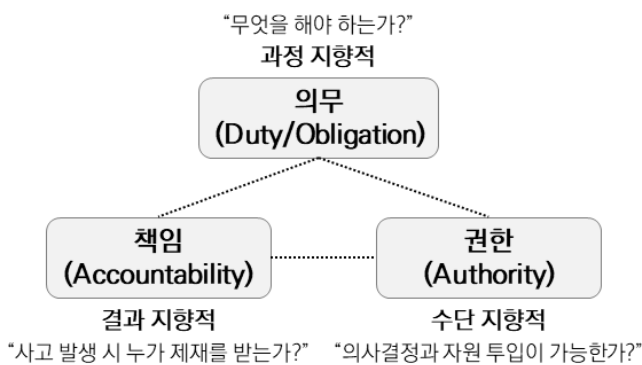 “무엇을 해야 하는가?”
과정 지향적
의무
(Duty/Obligation)
책임
(Accountability)
권한
(Authority)
결과 지향적
수단 지향적
“사고 발생 시 누가 제재를 받는가?”
“의사결정과 자원 투입이 가능한가?”